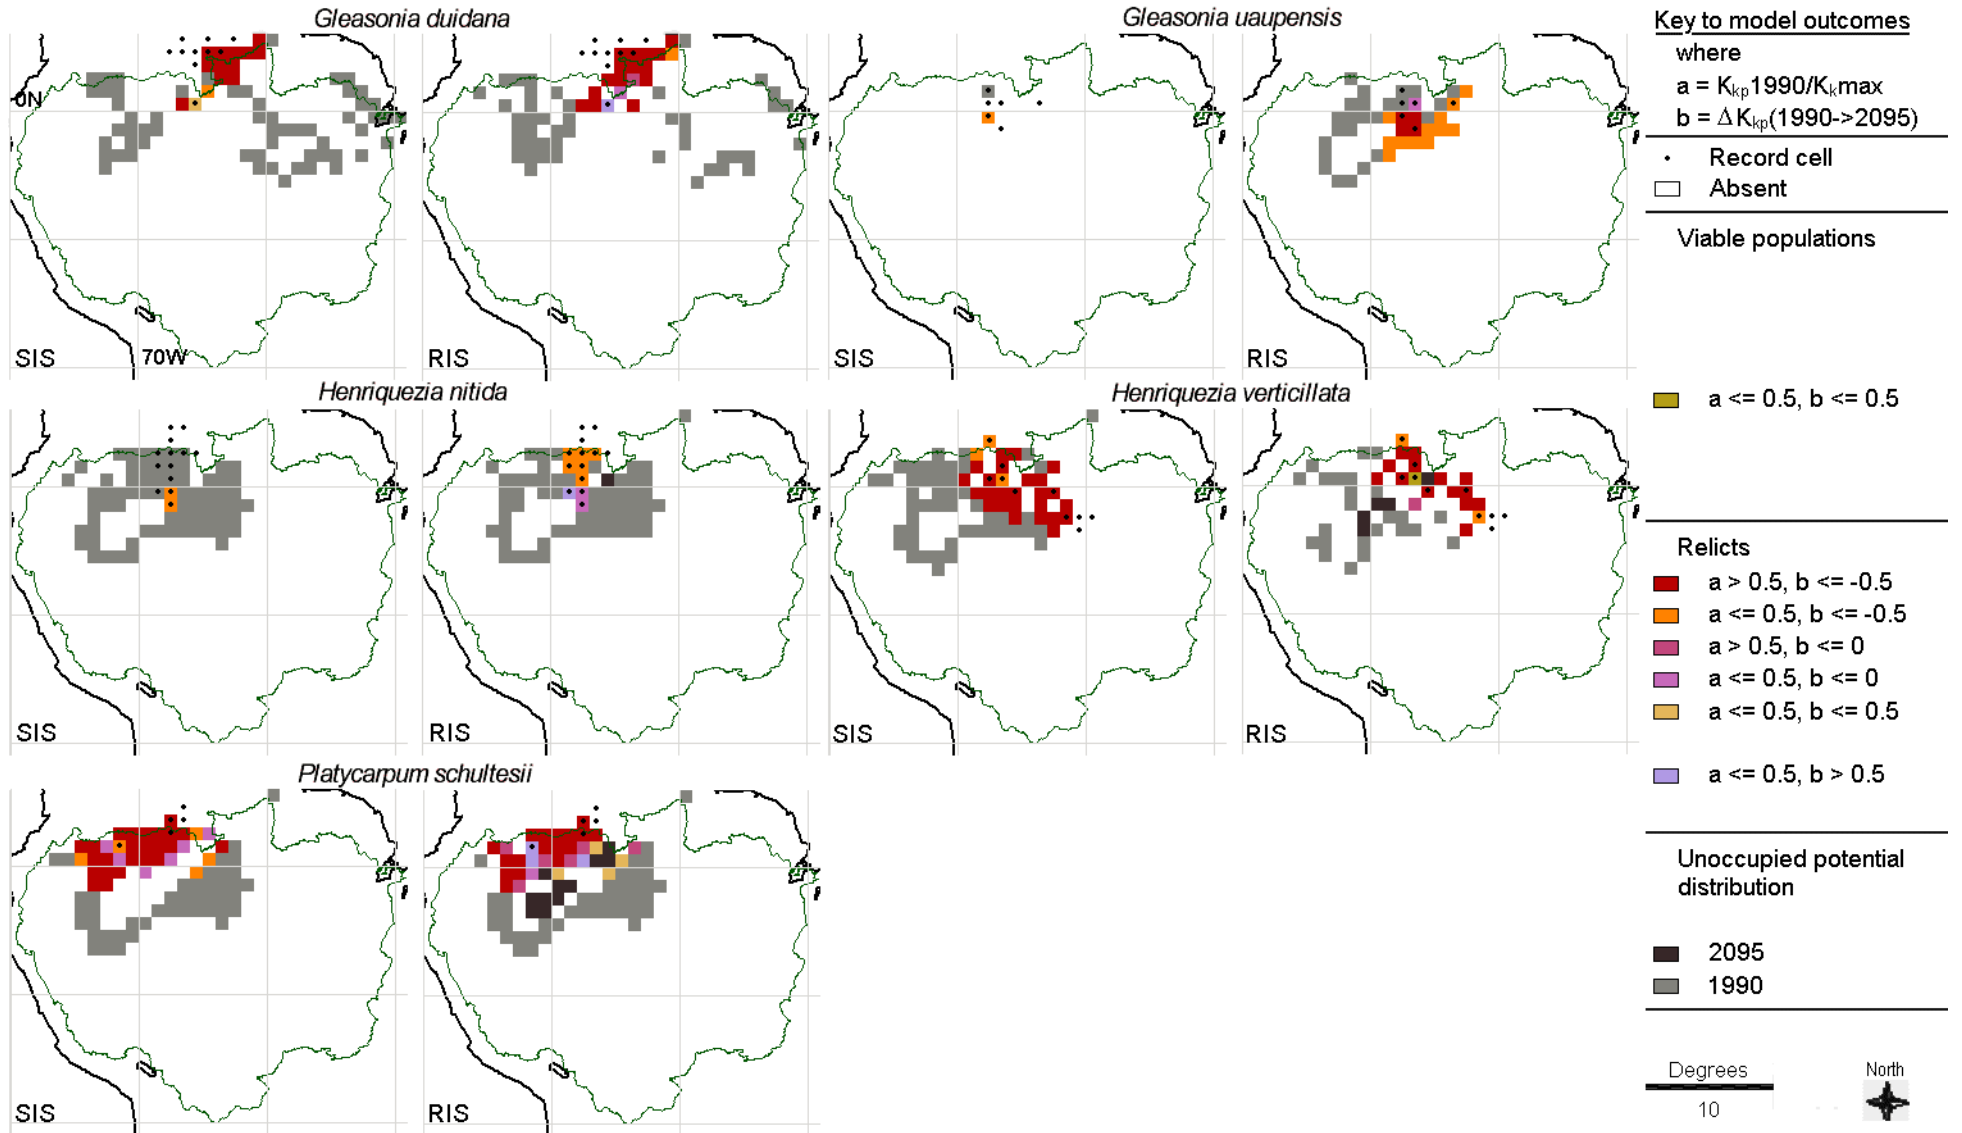 Gleasonia duidana
Gleasonia uaupensis
0N
SIS
70W
RIS
SIS
RIS
Henriquezia nitida
Henriquezia verticillata
SIS
RIS
SIS
RIS
Platycarpum schultesii
SIS
RIS
Key to model outcomes
where
a = Kkp1990/Kkmax
b = ΔKkp(1990->2095)
Record cell
Absent
Viable populations
a <= 0.5, b <= 0.5
Relicts
a > 0.5, b <= -0.5
a <= 0.5, b <= -0.5
a > 0.5, b <= 0
a <= 0.5, b <= 0
a <= 0.5, b <= 0.5
a <= 0.5, b > 0.5
Unoccupied potential
distribution
2095
1990
Degrees
10
North